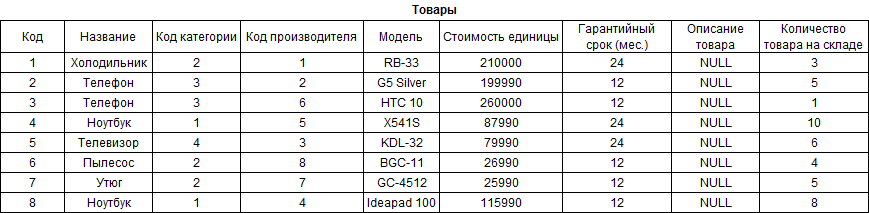 Товары
Код Название Код категории Код производителя Модель Стоимость единицы Гарантийный срок (мес.) Описание товара Количество товара на складе
1 Холодильник 2 1 RB-33 210000 24 NULL 3
2 Телефон 3 2 G5 Silver 199990 12 NULL 5
3 Телефон 3 6 HTC 10 260000 12 NULL 1
4 Ноутбук 1 5 X541S 87990 24 NULL 10
5 Телевизор 4 3 KDL-32 79990 24 NULL 6
6 Пылесос 2 8 BGC-11 26990 12 NULL 4
7 Утюг 2 7 GC-4512 25990 12 NULL 5
8 Ноутбук 1 4 Ideapad 100 115990 12 NULL 8